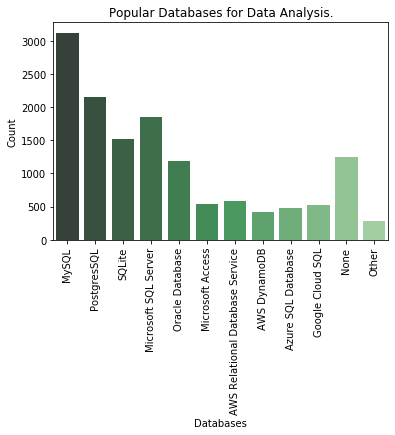 Popular Databases for Data Analysis.
3000
2500
2000
1500
1000
500
0
Count
MySQL
PostgresSQL
SQLite
Microsoft SQL Server
Oracle Database
Microsoft Access
AWS Relational Database Service
AWS DynamoDB
Azure SQL Database
Google Cloud SQL
None
Other
Databases